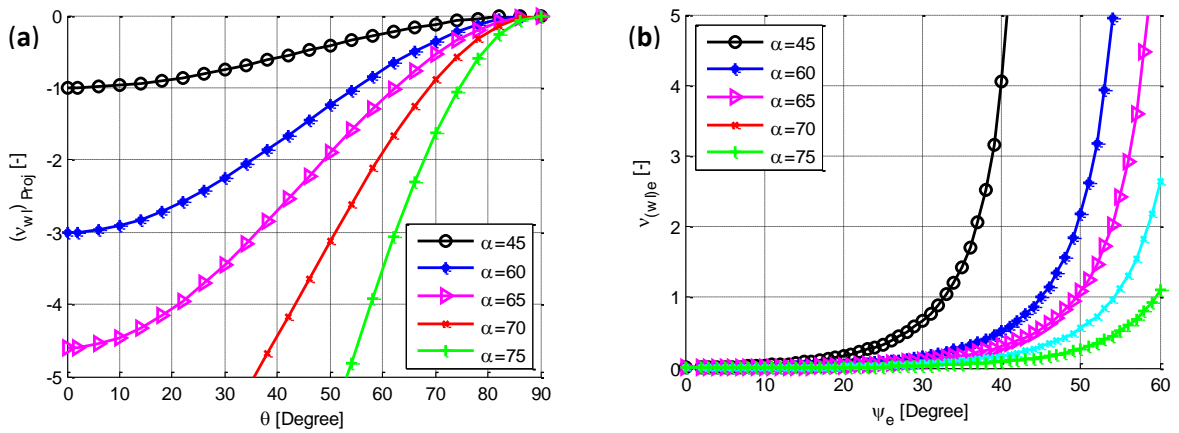 (a)
0
-1
-2
-3
-4
-5
(ν_wl)_Proj [-]
0 10 20 30 40 50 60 70 80 90
θ [Degree]
α=45
α=60
α=65
α=70
α=75
(b)
5
4
3
2
1
0
ν_(wl)e [-]
0 10 20 30 40 50 60
ψ_e [Degree]
α=45
α=60
α=65
α=70
α=75